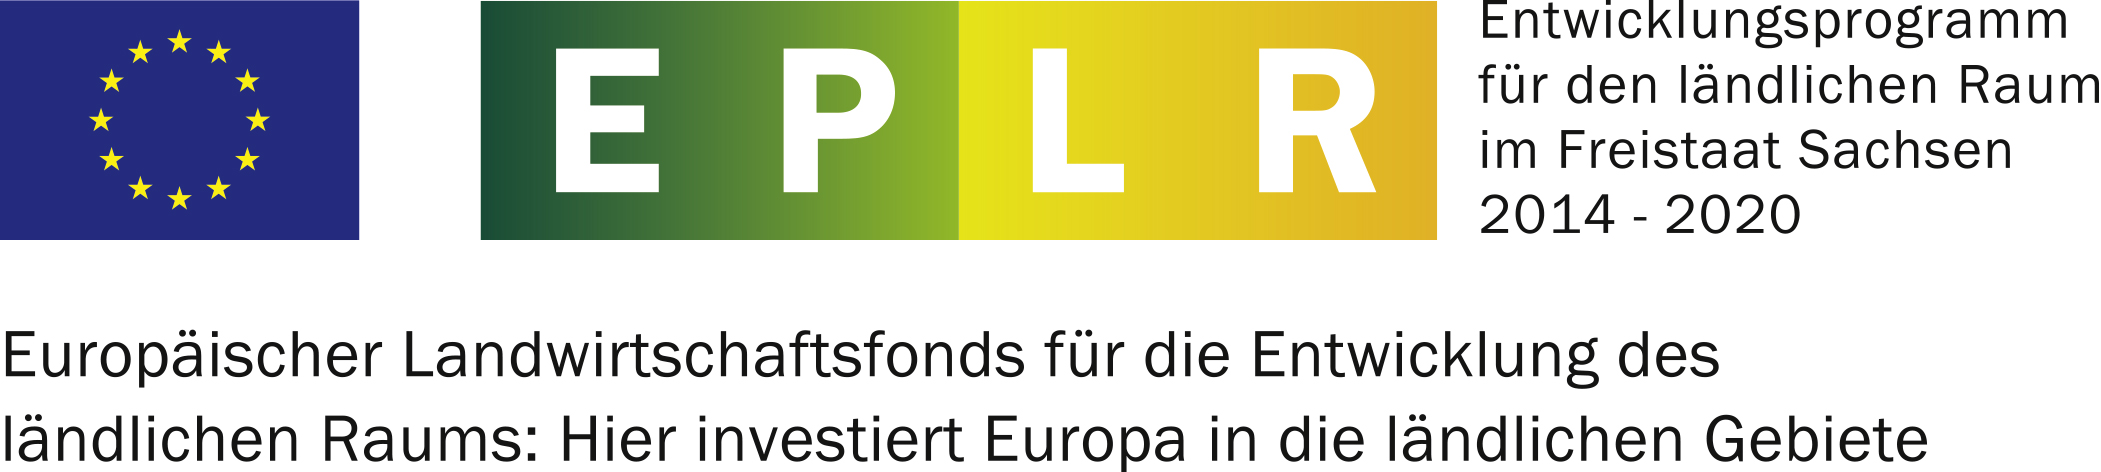 E P L R
Entwicklungsprogramm
für den ländlichen Raum
im Freistaat Sachsen
2014 - 2020
Europäischer Landwirtschaftsfonds für die Entwicklung des
ländlichen Raums: Hier investiert Europa in die ländlichen Gebiete